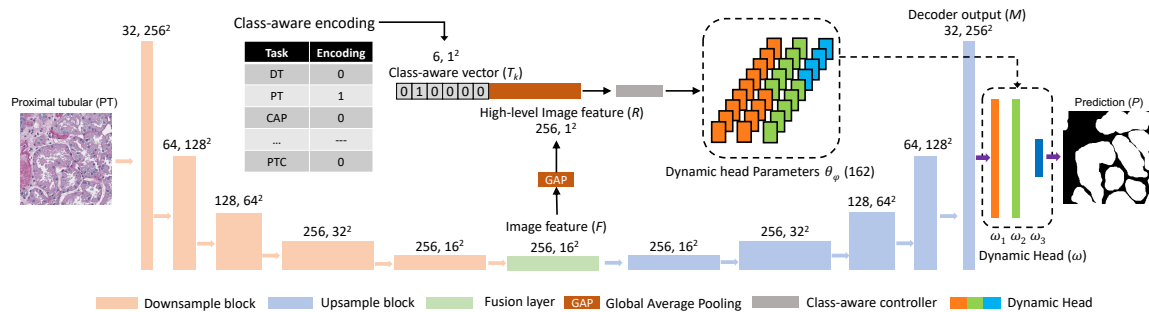 Class-aware encoding
Task Encoding
DT 0
PT 1
CAP 0
... ---
PTC 0
6, 1²
Class-aware vector (Tₖ)
0 1 0 0 0 0
High-level Image feature (R)
256, 1²
GAP
Image feature (F)
Dynamic head Parameters θᵩ (162)
Decoder output (M)
32, 256²
Proximal tubular (PT)
32, 256²
64, 128²
128, 64²
256, 32²
256, 16²
256, 16²
256, 16²
256, 32²
128, 64²
64, 128²
Prediction (P)
ω₁ ω₂ ω₃
Dynamic Head (ω)
Downsample block
Upsample block
Fusion layer
GAP Global Average Pooling
Class-aware controller
Dynamic Head